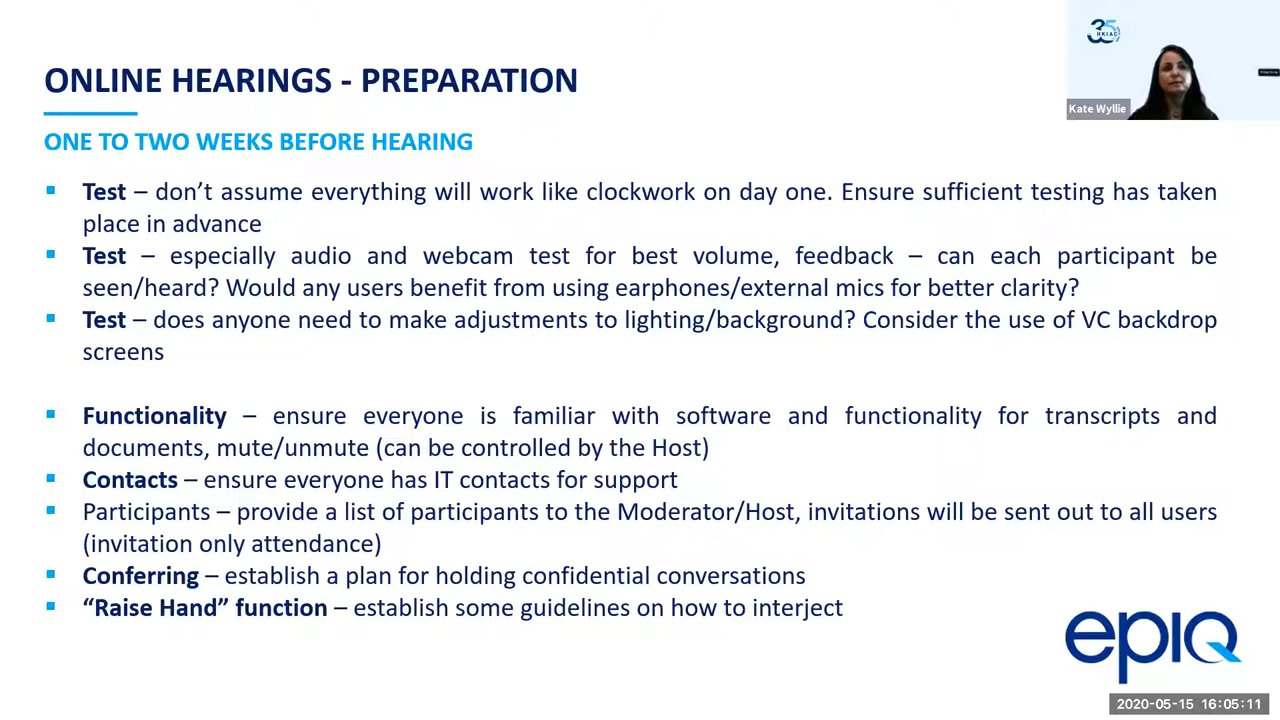 35
HKIAC
Kate Wyllie
ONLINE HEARINGS - PREPARATION
ONE TO TWO WEEKS BEFORE HEARING
Test – don’t assume everything will work like clockwork on day one. Ensure sufficient testing has taken
place in advance
Test – especially audio and webcam test for best volume, feedback – can each participant be
seen/heard? Would any users benefit from using earphones/external mics for better clarity?
Test – does anyone need to make adjustments to lighting/background? Consider the use of VC backdrop
screens
Functionality – ensure everyone is familiar with software and functionality for transcripts and
documents, mute/unmute (can be controlled by the Host)
Contacts – ensure everyone has IT contacts for support
Participants – provide a list of participants to the Moderator/Host, invitations will be sent out to all users
(invitation only attendance)
Conferring – establish a plan for holding confidential conversations
“Raise Hand” function – establish some guidelines on how to interject
epiq
2020-05-15 16:05:11